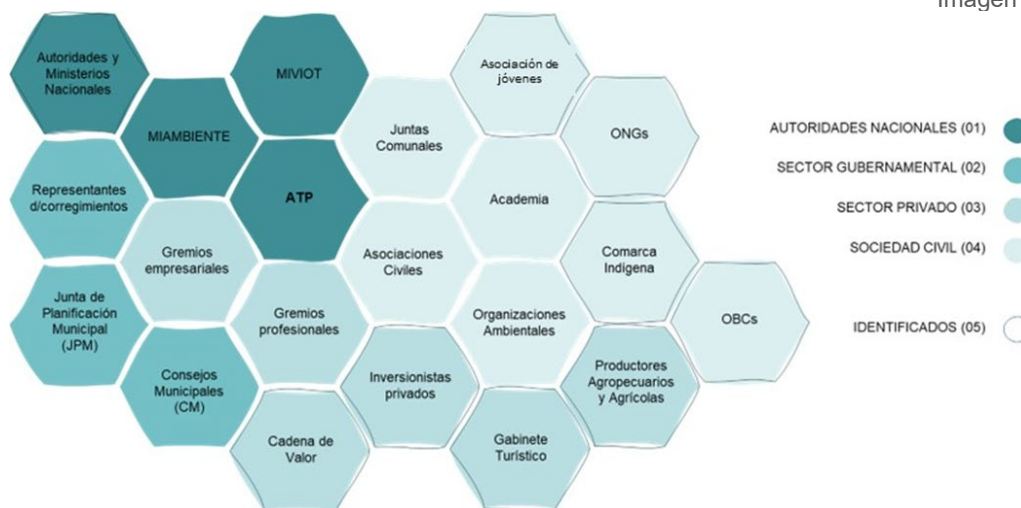 Imagen
Autoridades y
Ministerios
Nacionales
MIVIOT
Asociación de
jóvenes
MIAMBIENTE
Juntas
Comunales
ONGs
Representantes
d/corregimientos
ATP
Academia
Gremios
empresariales
Asociaciones
Civiles
Comarca
Indígena
Junta de
Planificación
Municipal
(JPM)
Gremios
profesionales
Organizaciones
Ambientales
OBCs
Consejos
Municipales
(CM)
Inversionistas
privados
Productores
Agropecuarios
y Agrícolas
Cadena de
Valor
Gabinete
Turístico
AUTORIDADES NACIONALES (01)
SECTOR GUBERNAMENTAL (02)
SECTOR PRIVADO (03)
SOCIEDAD CIVIL (04)
IDENTIFICADOS (05)